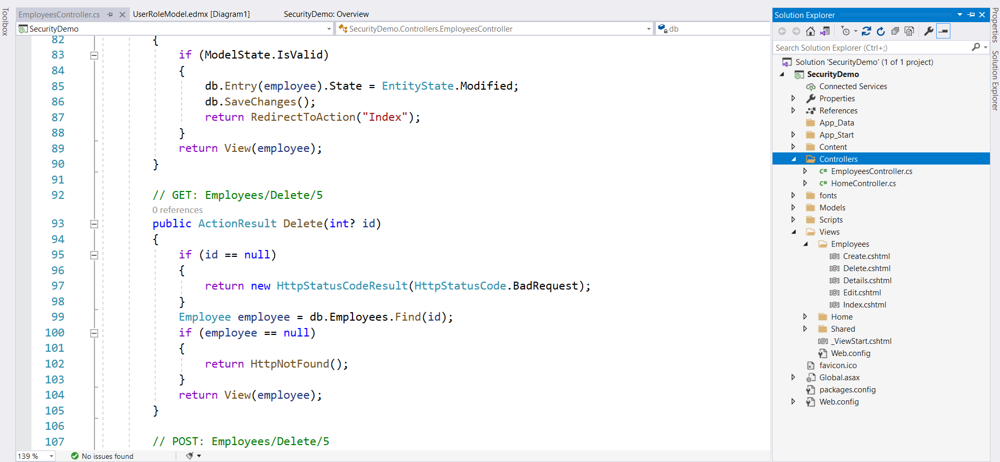 Toolbox
EmployeesController.cs
UserRoleModel.edmx [Diagram1]
SecurityDemo: Overview
SecurityDemo
SecurityDemo.Controllers.EmployeesController
db
82 {
83 if (ModelState.IsValid)
84 {
85 db.Entry(employee).State = EntityState.Modified;
86 db.SaveChanges();
87 return RedirectToAction("Index");
88 }
89 return View(employee);
90 }
91
92 // GET: Employees/Delete/5
0 references
93 public ActionResult Delete(int? id)
94 {
95 if (id == null)
96 {
97 return new HttpStatusCodeResult(HttpStatusCode.BadRequest);
98 }
99 Employee employee = db.Employees.Find(id);
100 if (employee == null)
101 {
102 return HttpNotFound();
103 }
104 return View(employee);
105 }
106
107 // POST: Employees/Delete/5
139 %
No issues found
Solution Explorer
Search Solution Explorer (Ctrl+;)
Solution 'SecurityDemo' (1 of 1 project)
SecurityDemo
Connected Services
Properties
References
App_Data
App_Start
Content
Controllers
C# EmployeesController.cs
C# HomeController.cs
fonts
Models
Scripts
Views
Employees
[@] Create.cshtml
[@] Delete.cshtml
[@] Details.cshtml
[@] Edit.cshtml
[@] Index.cshtml
Home
Shared
[@] _ViewStart.cshtml
Web.config
favicon.ico
Global.asax
packages.config
Web.config
Properties
Solution Explorer